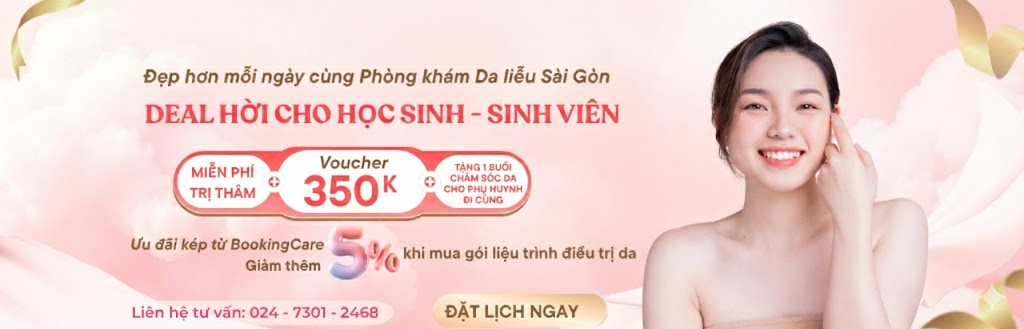 Đẹp hơn mỗi ngày cùng Phòng khám Da liễu Sài Gòn
DEAL HỜI CHO HỌC SINH - SINH VIÊN
MIỄN PHÍ
TRỊ THÂM
+
Voucher
350K
+
TẶNG 1 BUỔI
CHĂM SÓC DA
CHO PHỤ HUYNH
ĐI CÙNG
Ưu đãi kép từ BookingCare
Giảm thêm
5%
khi mua gói liệu trình điều trị da
Liên hệ tư vấn: 024 - 7301 - 2468
ĐẶT LỊCH NGAY